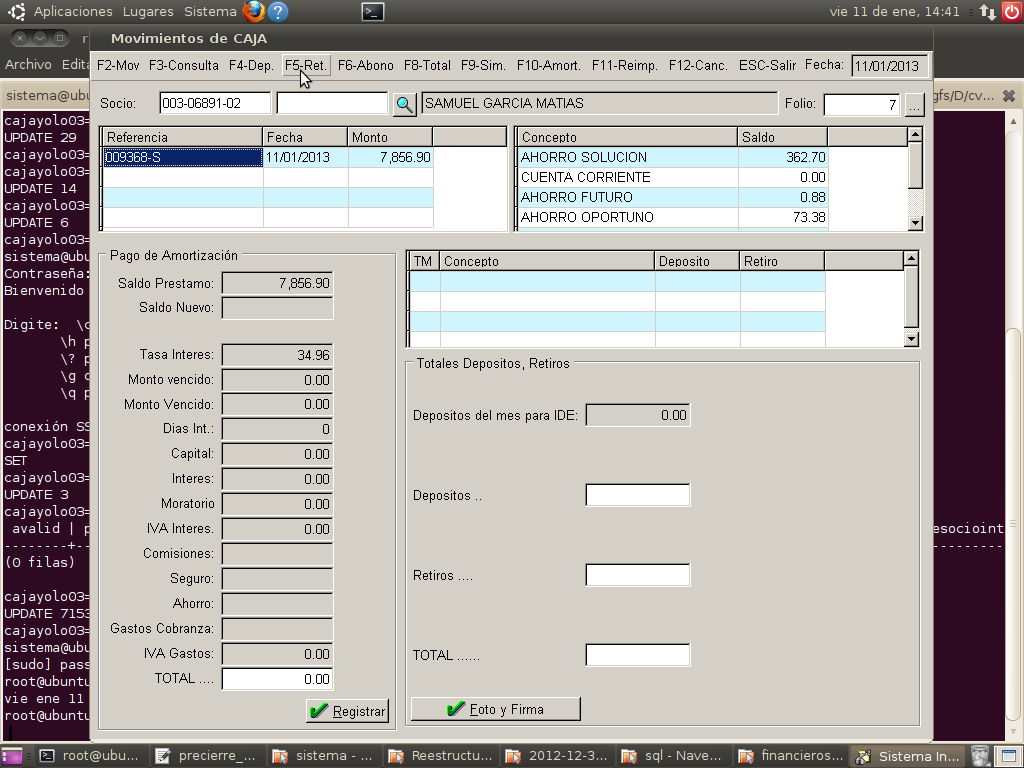 Aplicaciones Lugares Sistema vie 11 de ene, 14:41
Movimientos de CAJA
Archivo Edita
F2-Mov F3-Consulta F4-Dep. F5-Ret. F6-Abono F8-Total F9-Sim. F10-Amort. F11-Reimp. F12-Canc. ESC-Salir Fecha: 11/01/2013
sistema@ubu gfs/D/cv...
Socio: 003-06891-02 SAMUEL GARCIA MATIAS Folio: 7 ...
Referencia Fecha Monto
009368-S 11/01/2013 7,856.90
Concepto Saldo
AHORRO SOLUCION 362.70
CUENTA CORRIENTE 0.00
AHORRO FUTURO 0.88
AHORRO OPORTUNO 73.38
Pago de Amortización
Saldo Prestamo: 7,856.90
Saldo Nuevo:
Tasa Interes: 34.96
Monto vencido: 0.00
Monto Vencido: 0.00
Dias Int.: 0
Capital: 0.00
Interes: 0.00
Moratorio 0.00
IVA Interes. 0.00
Comisiones:
Seguro:
Ahorro:
Gastos Cobranza:
IVA Gastos: 0.00
TOTAL .... 0.00
Registrar
TM Concepto Deposito Retiro
Totales Depositos, Retiros
Depositos del mes para IDE: 0.00
Depositos ..
Retiros ....
TOTAL ......
Foto y Firma
cajayolo03=
UPDATE 29
cajayolo03=
cajayolo03=
UPDATE 14
cajayolo03=
UPDATE 6
cajayolo03=
sistema@ubu
Contraseña:
Bienvenido
Digite: \c
\h p
\? p
\g o
\q p
conexión SS
cajayolo03=
SET
cajayolo03=
UPDATE 3
cajayolo03=
avalid | p esocioint
--------+-- ----------
(0 filas)
cajayolo03=
UPDATE 7153
cajayolo03=
sistema@ubu
[sudo] pass
root@ubuntu
vie ene 11
root@ubuntu
root@ubu... precierre_... sistema - ... Reestructu... 2012-12-3... sql - Nave... financieros... Sistema In...